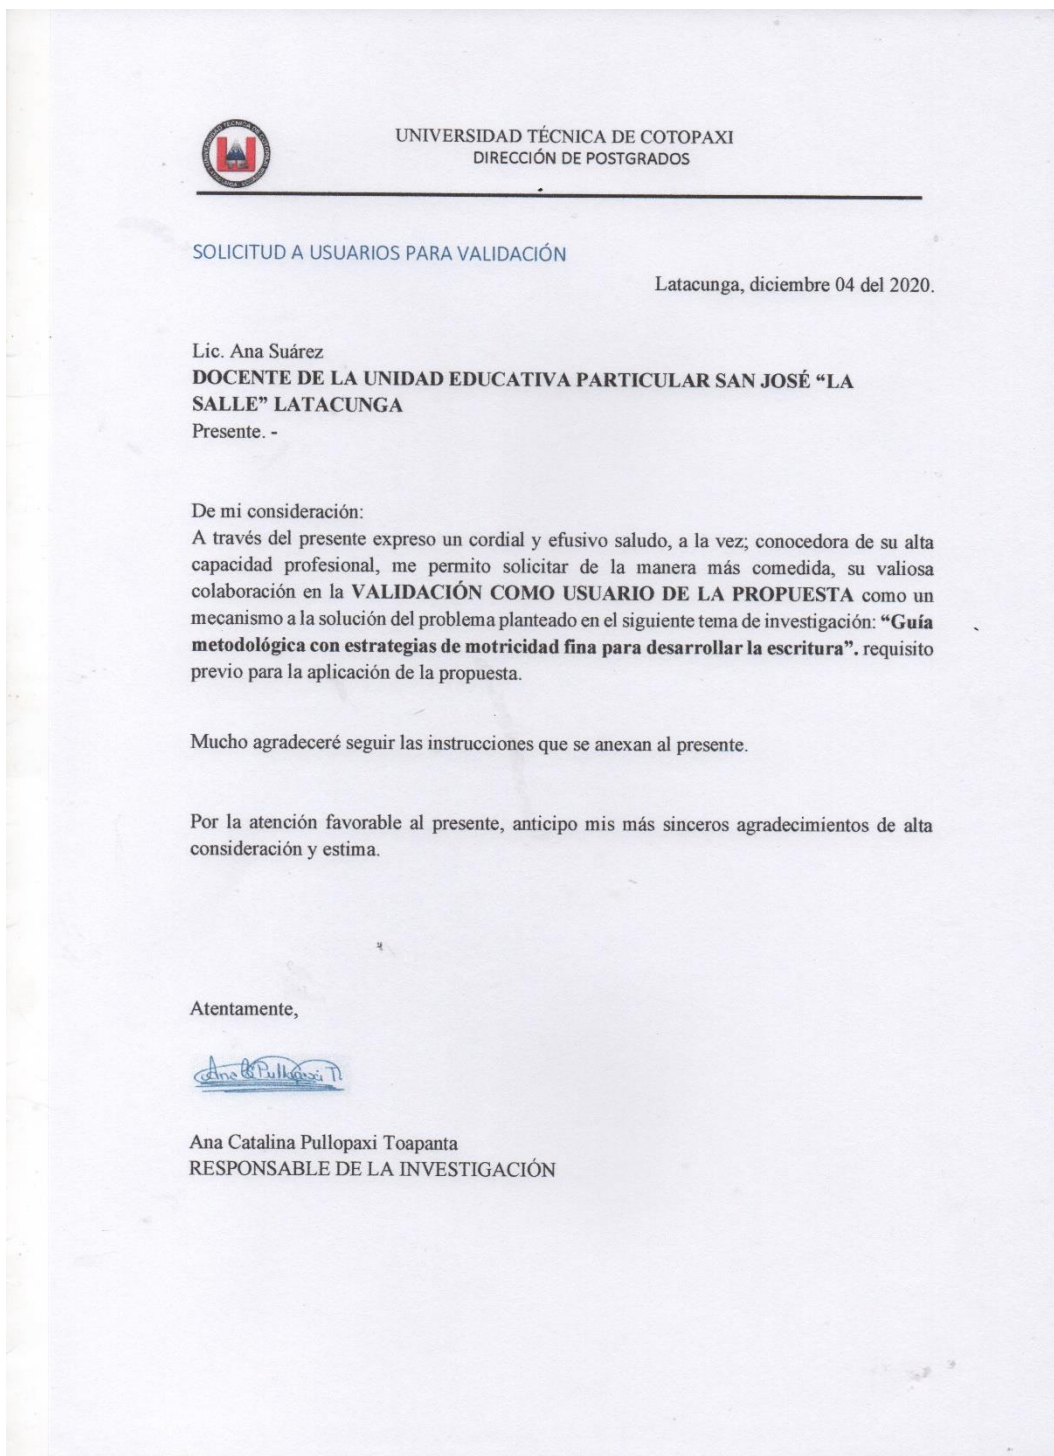 UNIVERSIDAD TÉCNICA DE COTOPAXI
DIRECCIÓN DE POSTGRADOS
SOLICITUD A USUARIOS PARA VALIDACIÓN
Latacunga, diciembre 04 del 2020.
Lic. Ana Suárez
DOCENTE DE LA UNIDAD EDUCATIVA PARTICULAR SAN JOSÉ “LA
SALLE” LATACUNGA
Presente. -
De mi consideración:
A través del presente expreso un cordial y efusivo saludo, a la vez; conocedora de su alta
capacidad profesional, me permito solicitar de la manera más comedida, su valiosa
colaboración en la VALIDACIÓN COMO USUARIO DE LA PROPUESTA como un
mecanismo a la solución del problema planteado en el siguiente tema de investigación: “Guía
metodológica con estrategias de motricidad fina para desarrollar la escritura”. requisito
previo para la aplicación de la propuesta.
Mucho agradeceré seguir las instrucciones que se anexan al presente.
Por la atención favorable al presente, anticipo mis más sinceros agradecimientos de alta
consideración y estima.
Atentamente,
Ana C Pullopaxi T.
Ana Catalina Pullopaxi Toapanta
RESPONSABLE DE LA INVESTIGACIÓN